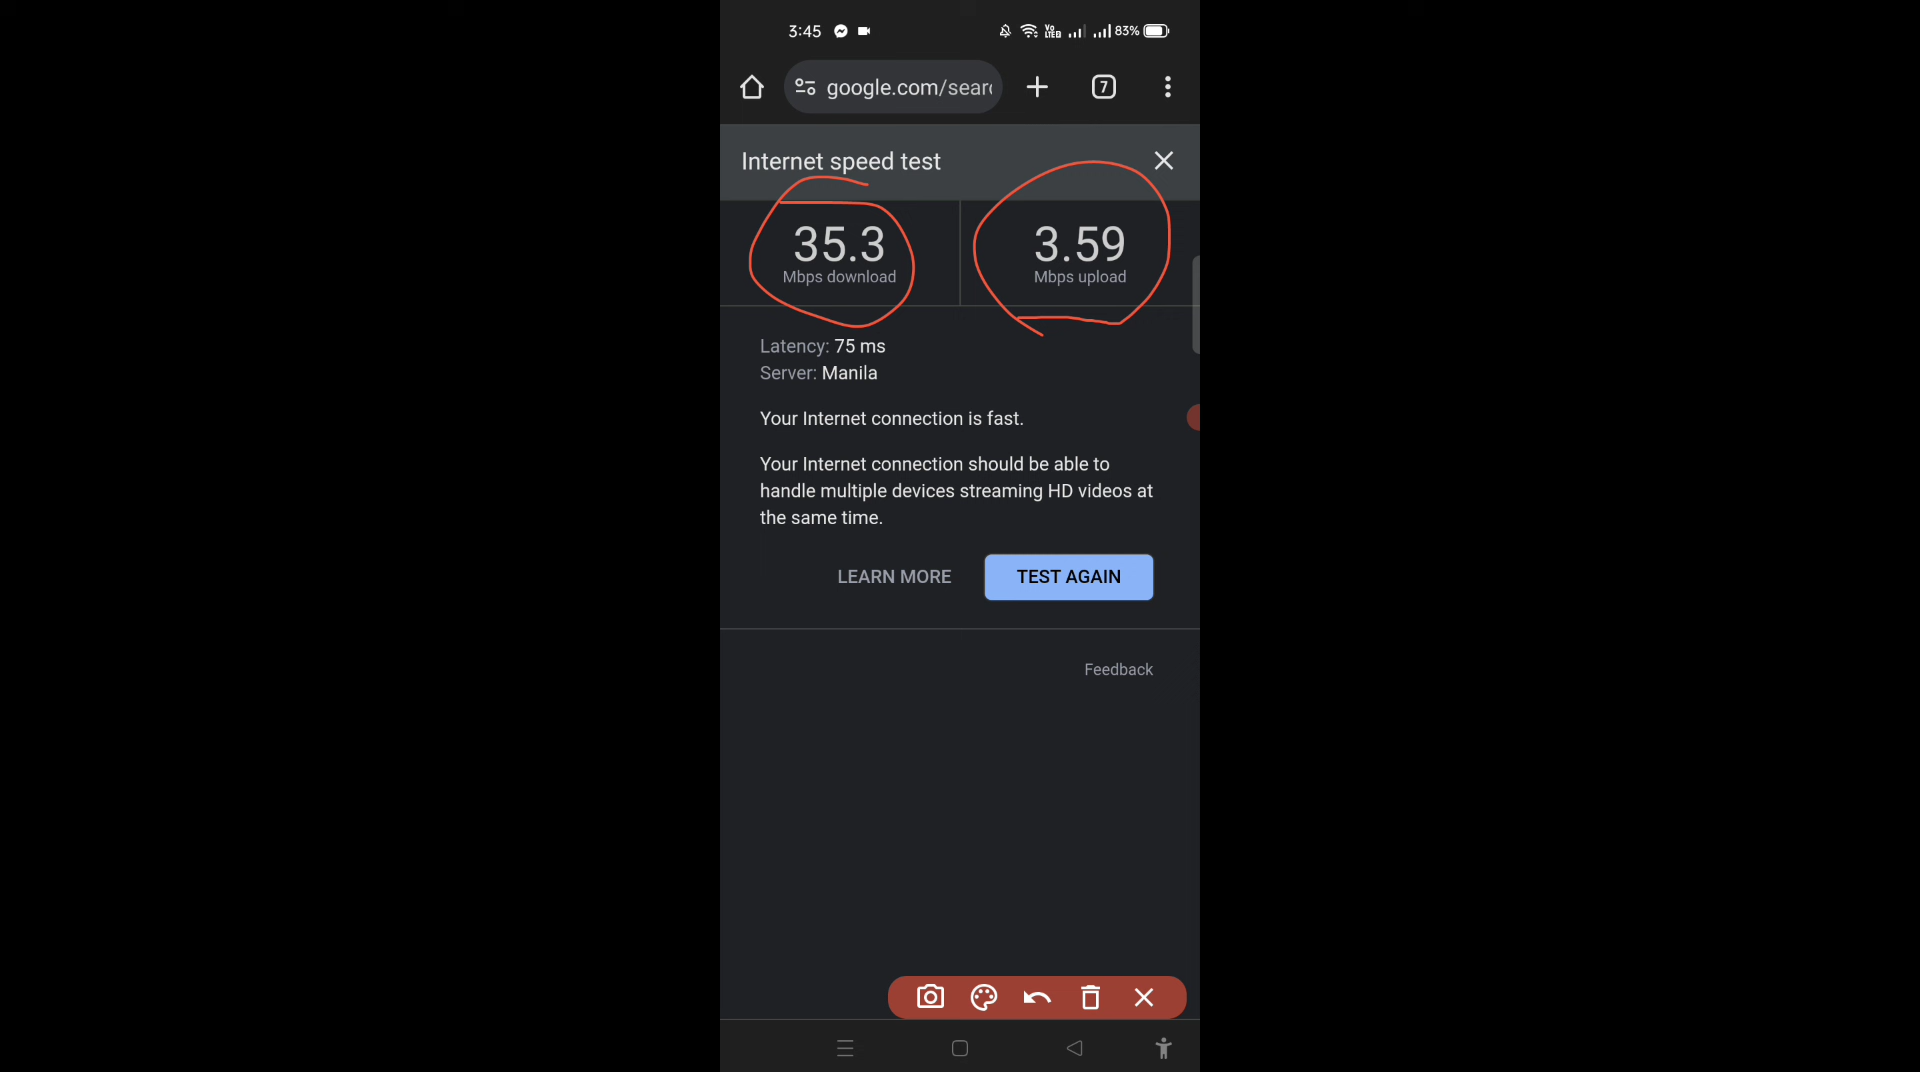 3:45 Vo LTE2 83%
google.com/sear 7
Internet speed test
35.3 3.59
Mbps download Mbps upload
Latency: 75 ms
Server: Manila
Your Internet connection is fast.
Your Internet connection should be able to
handle multiple devices streaming HD videos at
the same time.
LEARN MORE TEST AGAIN
Feedback